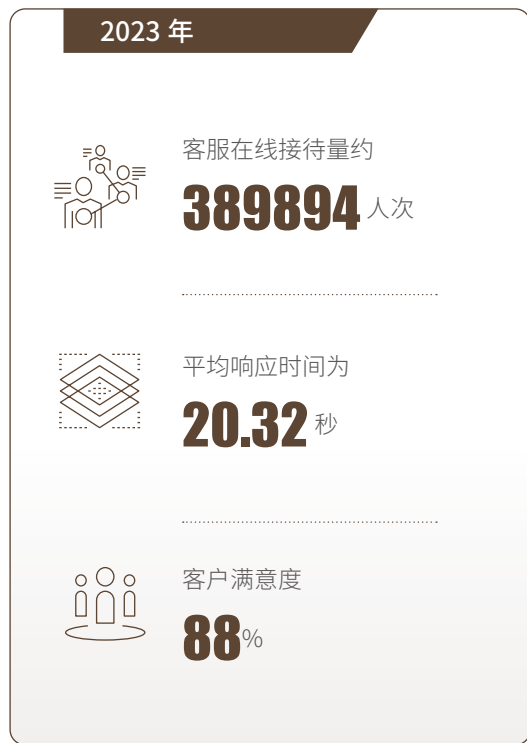 2023 年
客服在线接待量约
389894 人次
平均响应时间为
20.32 秒
客户满意度
88%